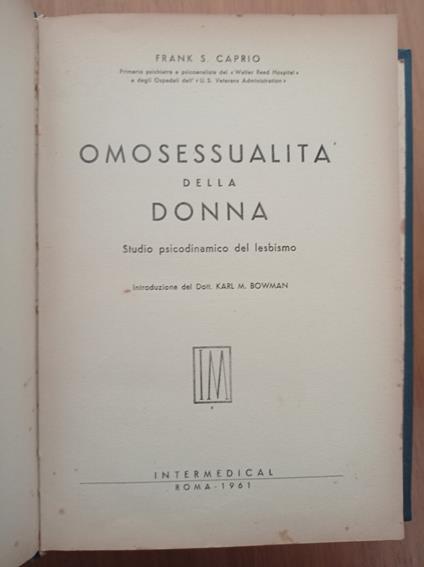 FRANK S. CAPRIO
Primario psichiatra e psicoanalista del «Walter Reed Hospital»
e degli Ospedali dell' «U. S. Veterans Administration»
OMOSESSUALITA'
DELLA
DONNA
Studio psicodinamico del lesbismo
Introduzione del Dott. KARL M. BOWMAN
IM
INTERMEDICAL
ROMA - 1961